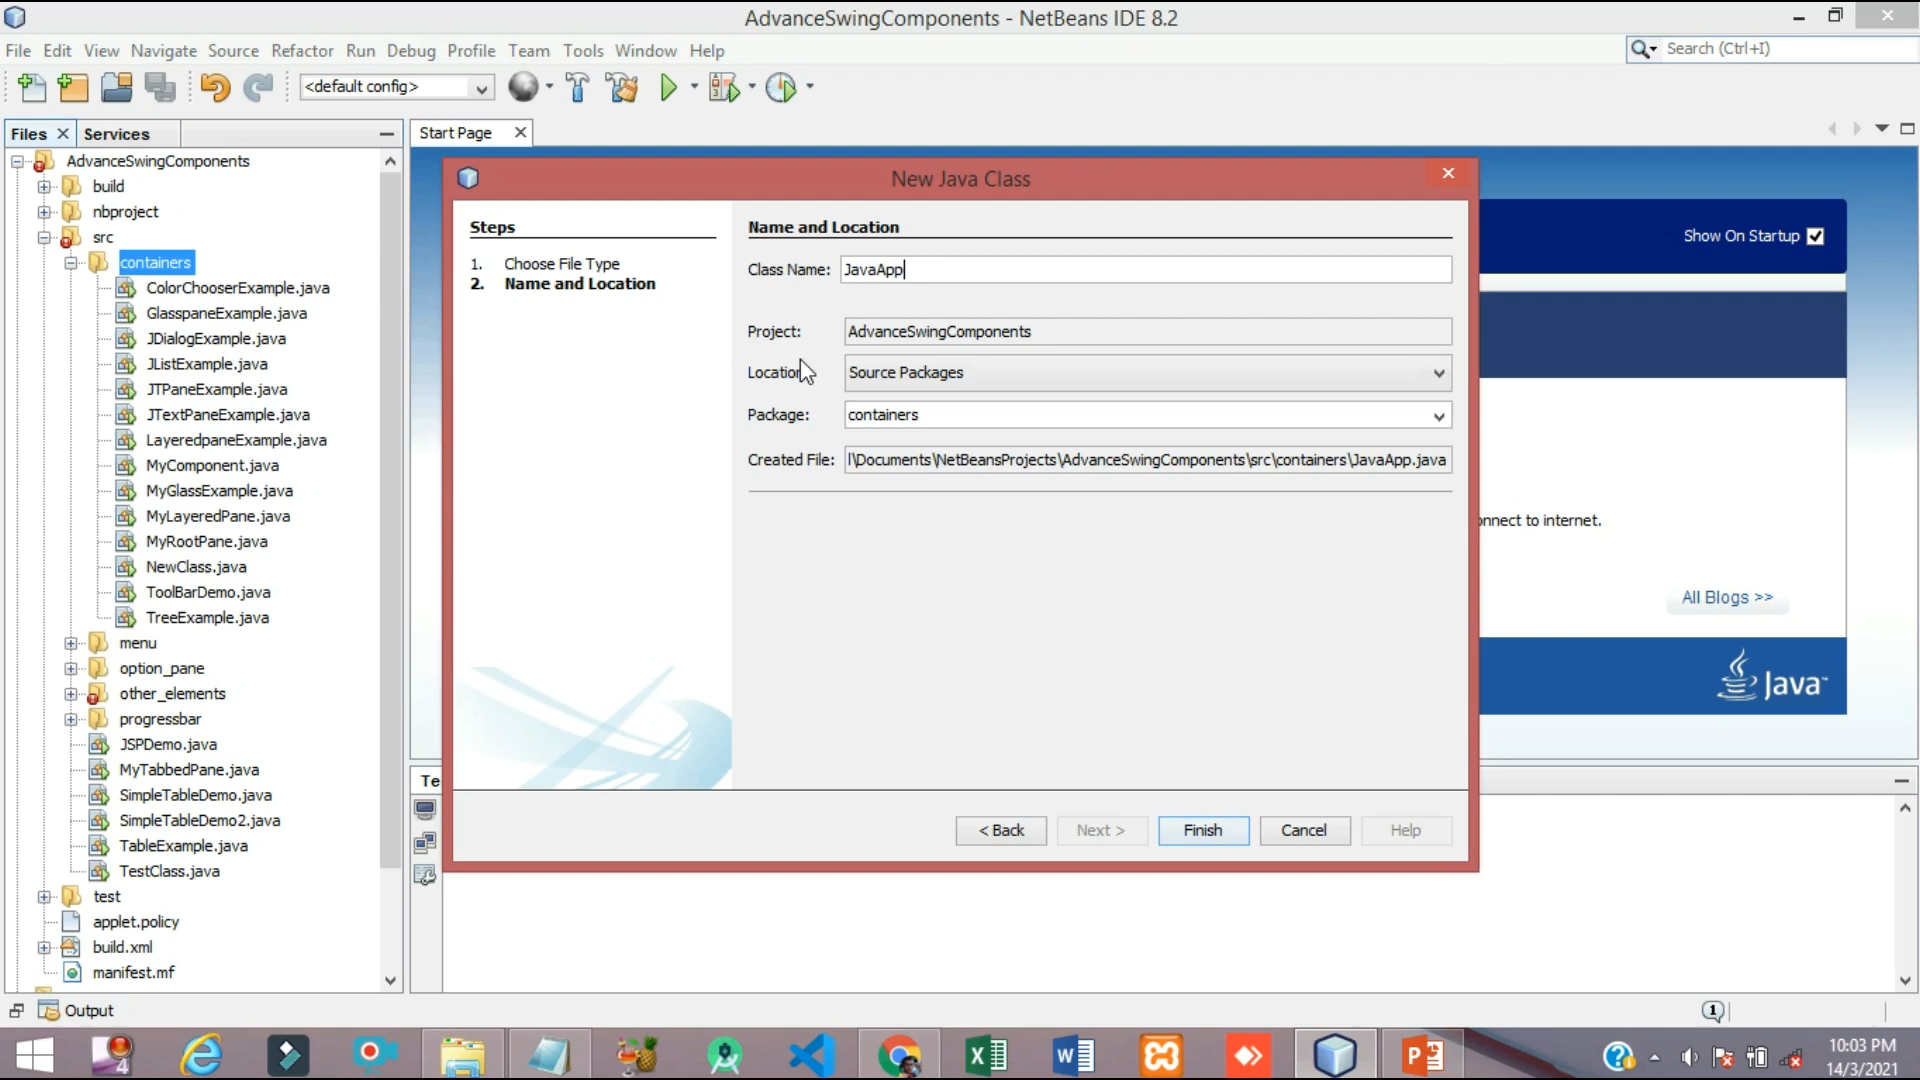 AdvanceSwingComponents - NetBeans IDE 8.2
File Edit View Navigate Source Refactor Run Debug Profile Team Tools Window Help
Search (Ctrl+I)
<default config>
Files
Services
Start Page
AdvanceSwingComponents
build
nbproject
src
containers
ColorChooserExample.java
GlasspaneExample.java
JDialogExample.java
JListExample.java
JTPaneExample.java
JTextPaneExample.java
LayeredpaneExample.java
MyComponent.java
MyGlassExample.java
MyLayeredPane.java
MyRootPane.java
NewClass.java
ToolBarDemo.java
TreeExample.java
menu
option_pane
other_elements
progressbar
JSPDemo.java
MyTabbedPane.java
SimpleTableDemo.java
SimpleTableDemo2.java
TableExample.java
TestClass.java
test
applet.policy
build.xml
manifest.mf
New Java Class
Steps
1. Choose File Type
2. Name and Location
Name and Location
Class Name: JavaApp
Project: AdvanceSwingComponents
Location: Source Packages
Package: containers
Created File: l\Documents\NetBeansProjects\AdvanceSwingComponents\src\containers\JavaApp.java
< Back
Next >
Finish
Cancel
Help
Show On Startup
onnect to internet.
All Blogs >>
Java
Te
Output
1
4
10:03 PM
14/3/2021